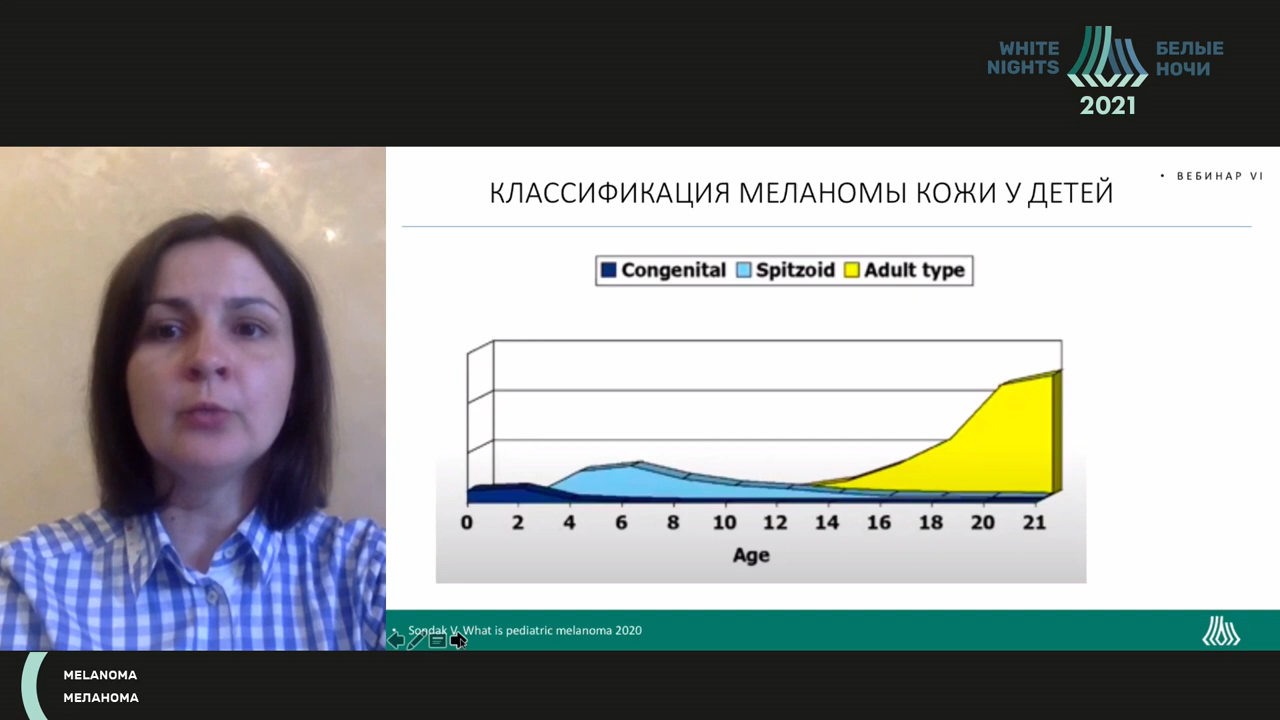 WHITE
NIGHTS
БЕЛЫЕ
НОЧИ
2021
• ВЕБИНАР VI
КЛАССИФИКАЦИЯ МЕЛАНОМЫ КОЖИ У ДЕТЕЙ
Congenital Spitzoid Adult type
0 2 4 6 8 10 12 14 16 18 20 21
Age
• Sondak V. What is pediatric melanoma 2020
MELANOMA
МЕЛАНОМА